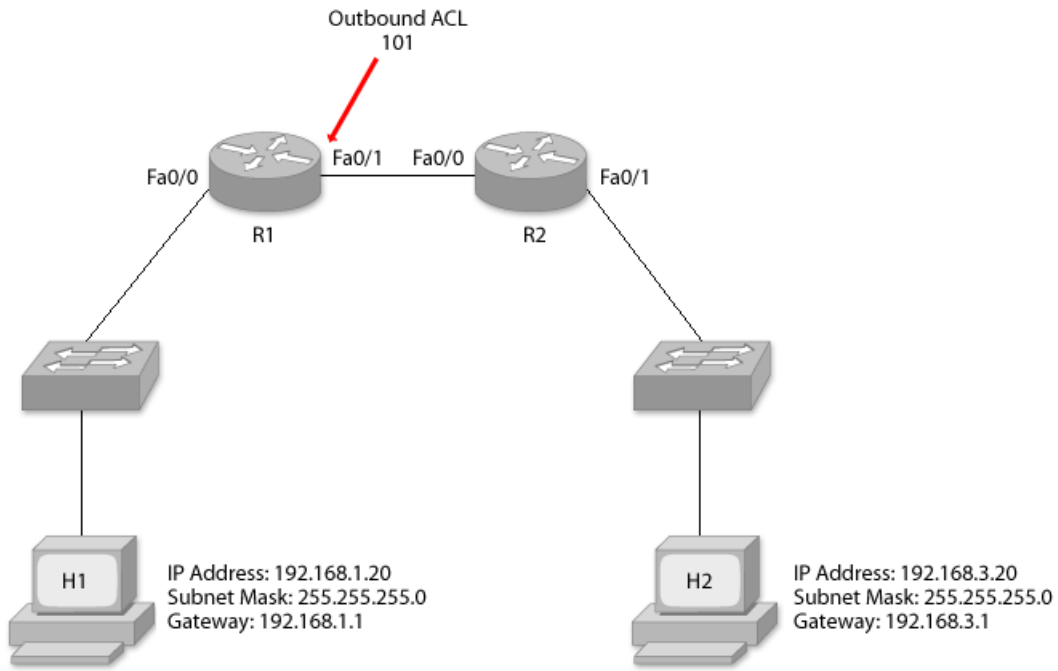 Outbound ACL
101
Fa0/0
Fa0/1
Fa0/0
Fa0/1
R1
R2
H1
IP Address: 192.168.1.20
Subnet Mask: 255.255.255.0
Gateway: 192.168.1.1
H2
IP Address: 192.168.3.20
Subnet Mask: 255.255.255.0
Gateway: 192.168.3.1